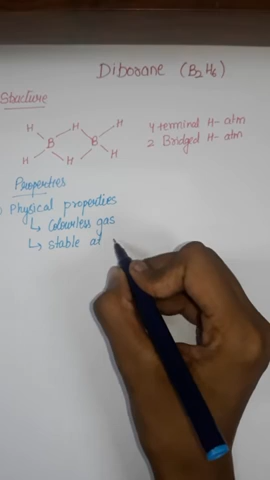 Diborane (B2H6)
Structure
H H H
B B
H H H
4 terminal H- atm
2 Bridged H- atm
Properties
Physical properties
↳ Colourless gas
↳ stable at